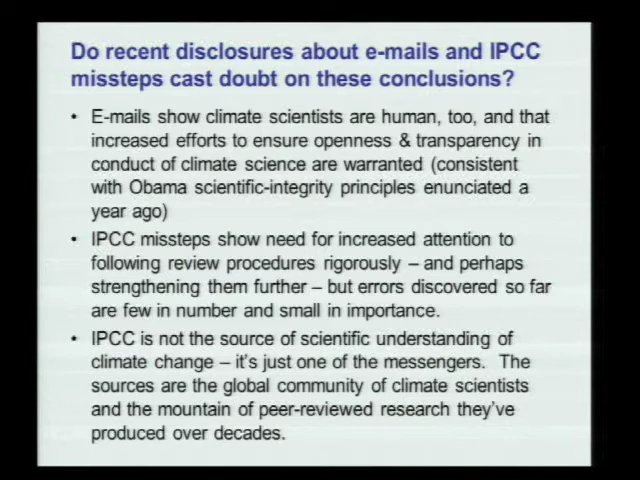 Do recent disclosures about e-mails and IPCC
missteps cast doubt on these conclusions?
• E-mails show climate scientists are human, too, and that
increased efforts to ensure openness & transparency in
conduct of climate science are warranted (consistent
with Obama scientific-integrity principles enunciated a
year ago)
• IPCC missteps show need for increased attention to
following review procedures rigorously – and perhaps
strengthening them further – but errors discovered so far
are few in number and small in importance.
• IPCC is not the source of scientific understanding of
climate change – it's just one of the messengers. The
sources are the global community of climate scientists
and the mountain of peer-reviewed research they've
produced over decades.